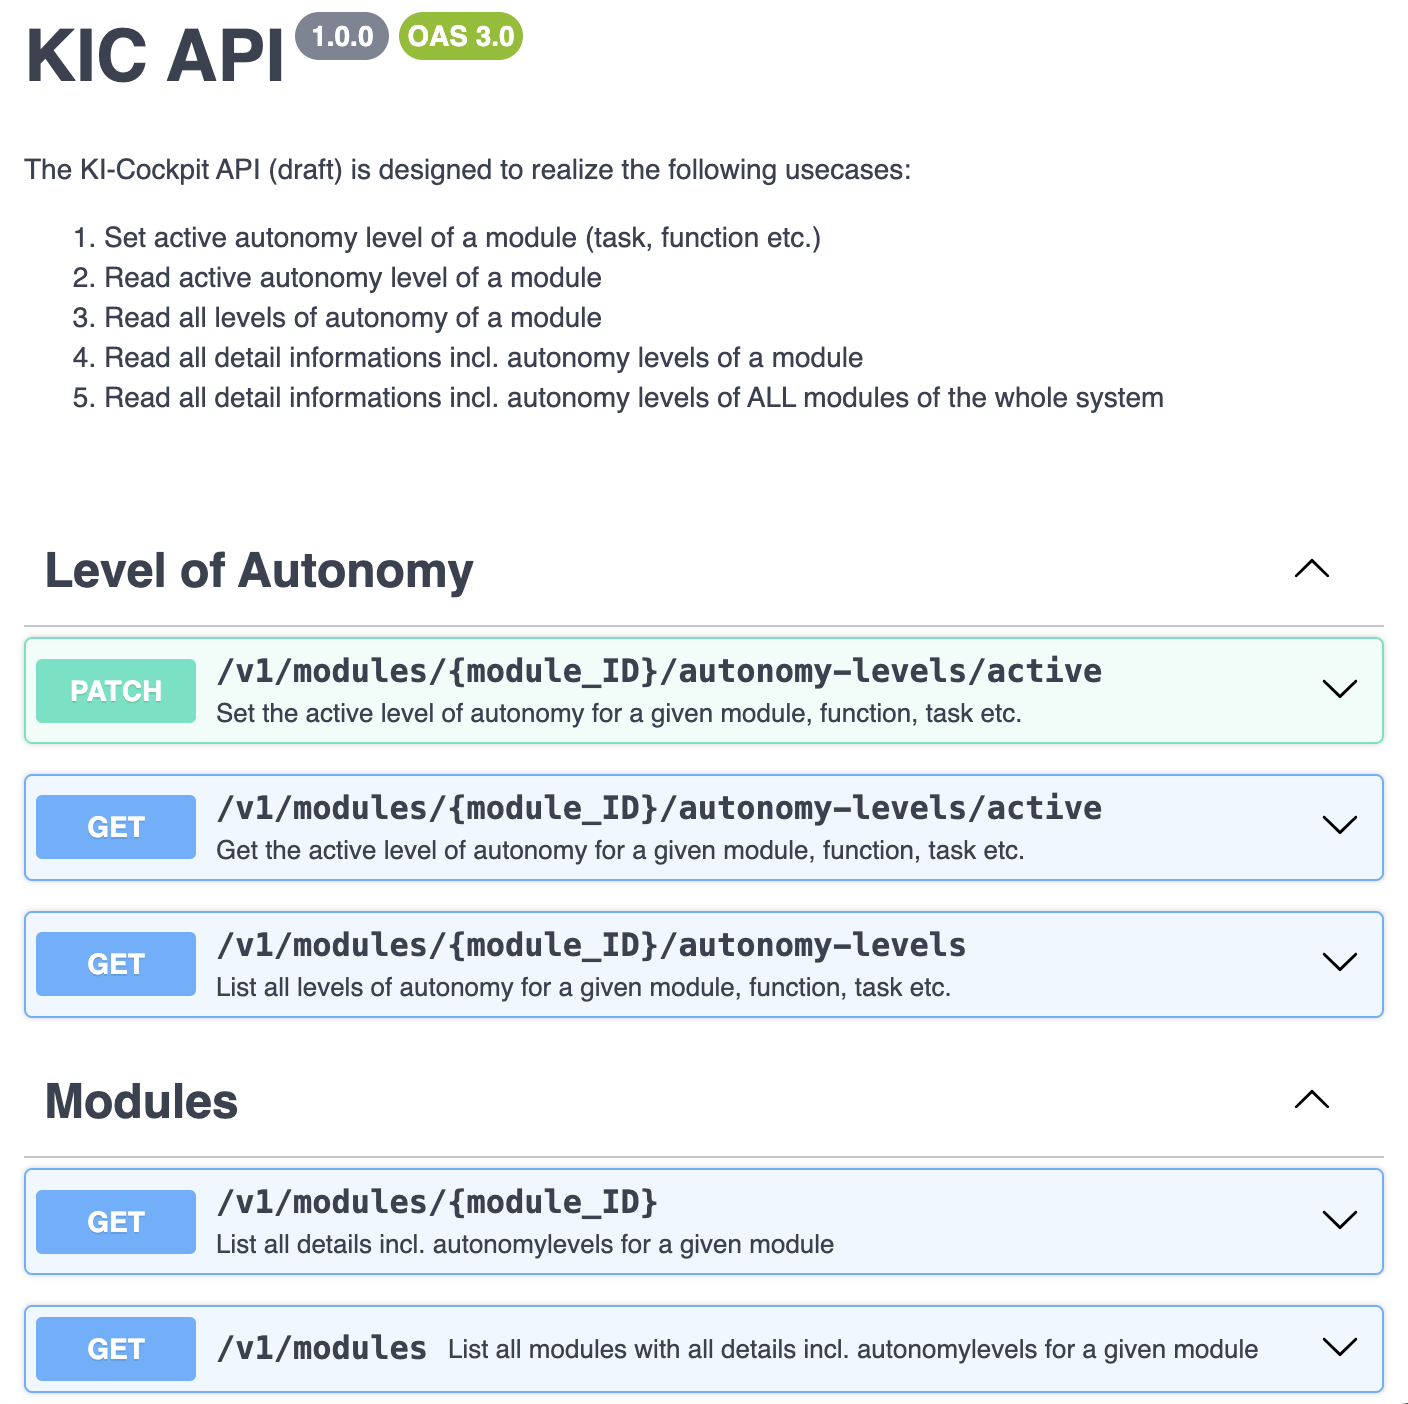 KIC API 1.0.0 OAS 3.0
The KI-Cockpit API (draft) is designed to realize the following usecases:
1. Set active autonomy level of a module (task, function etc.)
2. Read active autonomy level of a module
3. Read all levels of autonomy of a module
4. Read all detail informations incl. autonomy levels of a module
5. Read all detail informations incl. autonomy levels of ALL modules of the whole system
Level of Autonomy
PATCH /v1/modules/{module_ID}/autonomy-levels/active
Set the active level of autonomy for a given module, function, task etc.
GET /v1/modules/{module_ID}/autonomy-levels/active
Get the active level of autonomy for a given module, function, task etc.
GET /v1/modules/{module_ID}/autonomy-levels
List all levels of autonomy for a given module, function, task etc.
Modules
GET /v1/modules/{module_ID}
List all details incl. autonomylevels for a given module
GET /v1/modules List all modules with all details incl. autonomylevels for a given module